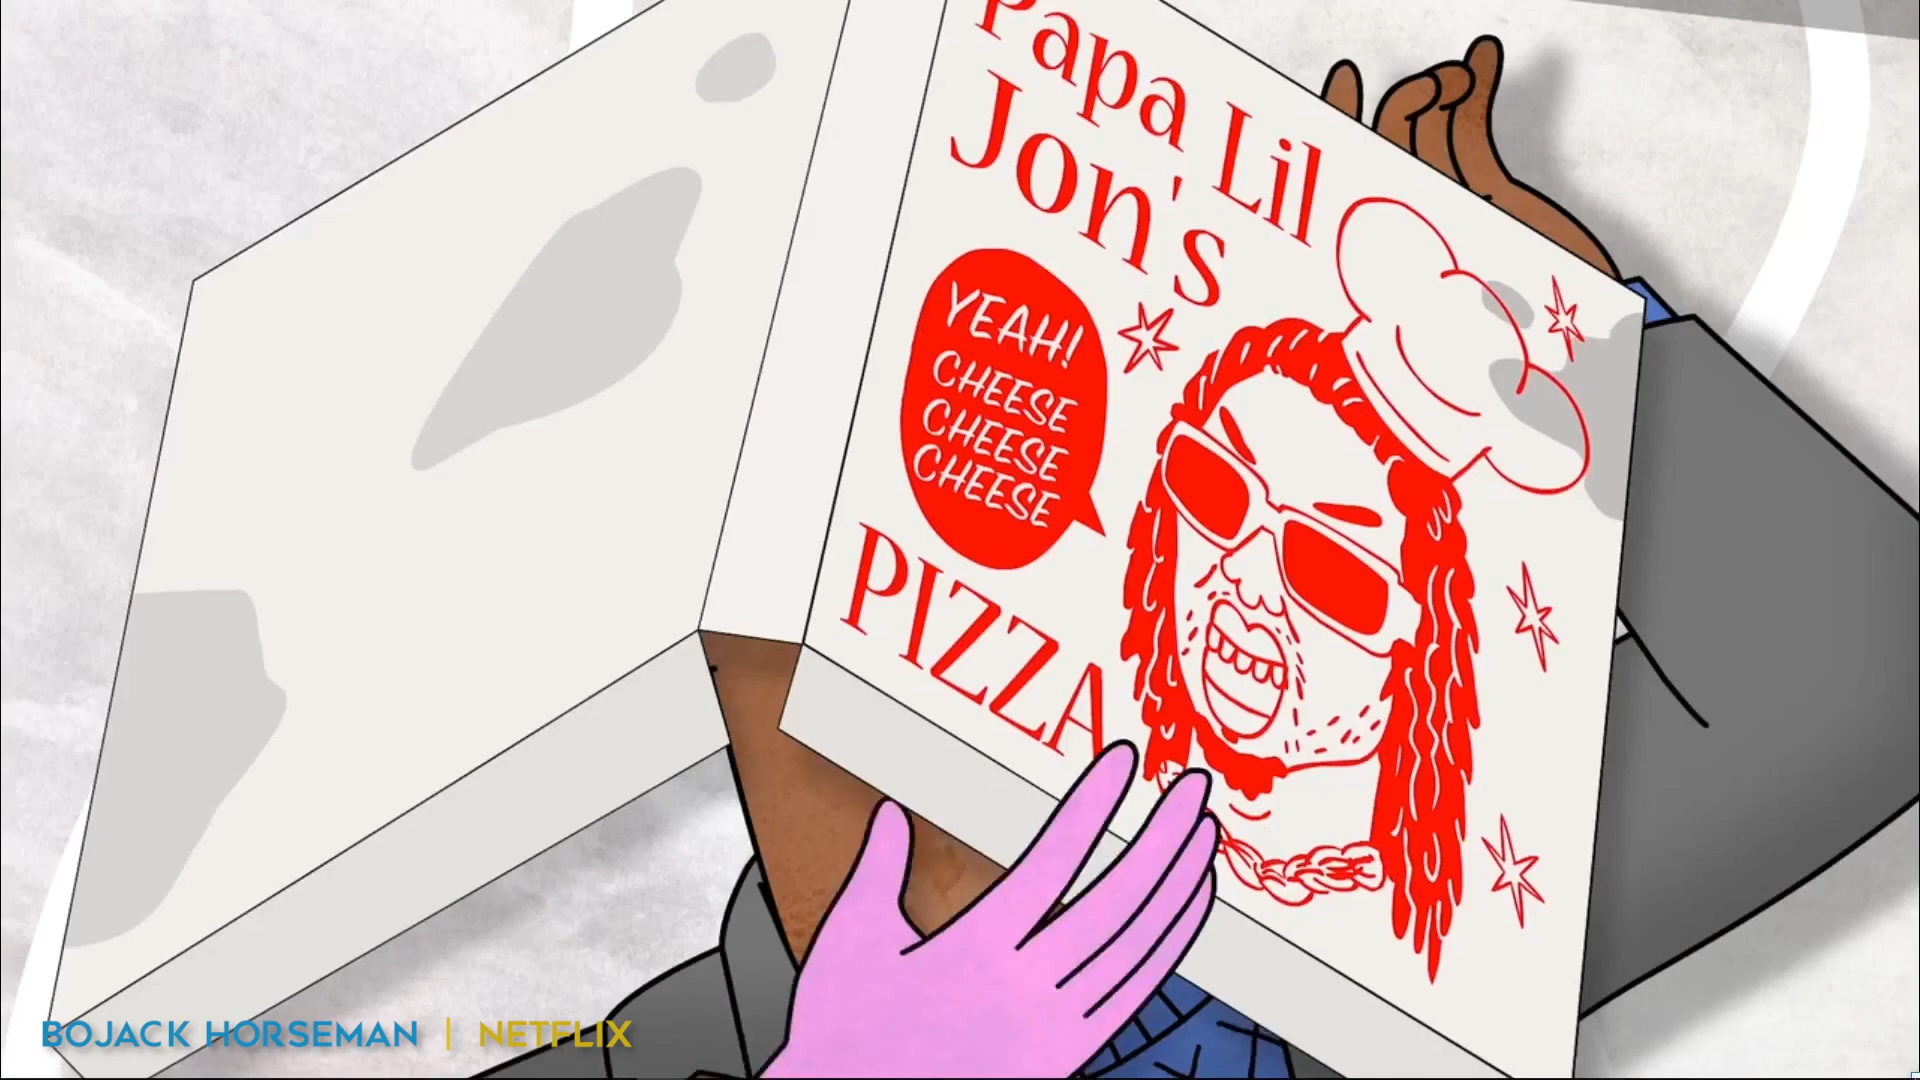 Papa Lil
Jon's
YEAH!
CHEESE
CHEESE
CHEESE
PIZZA
BOJACK HORSEMAN | NETFLIX